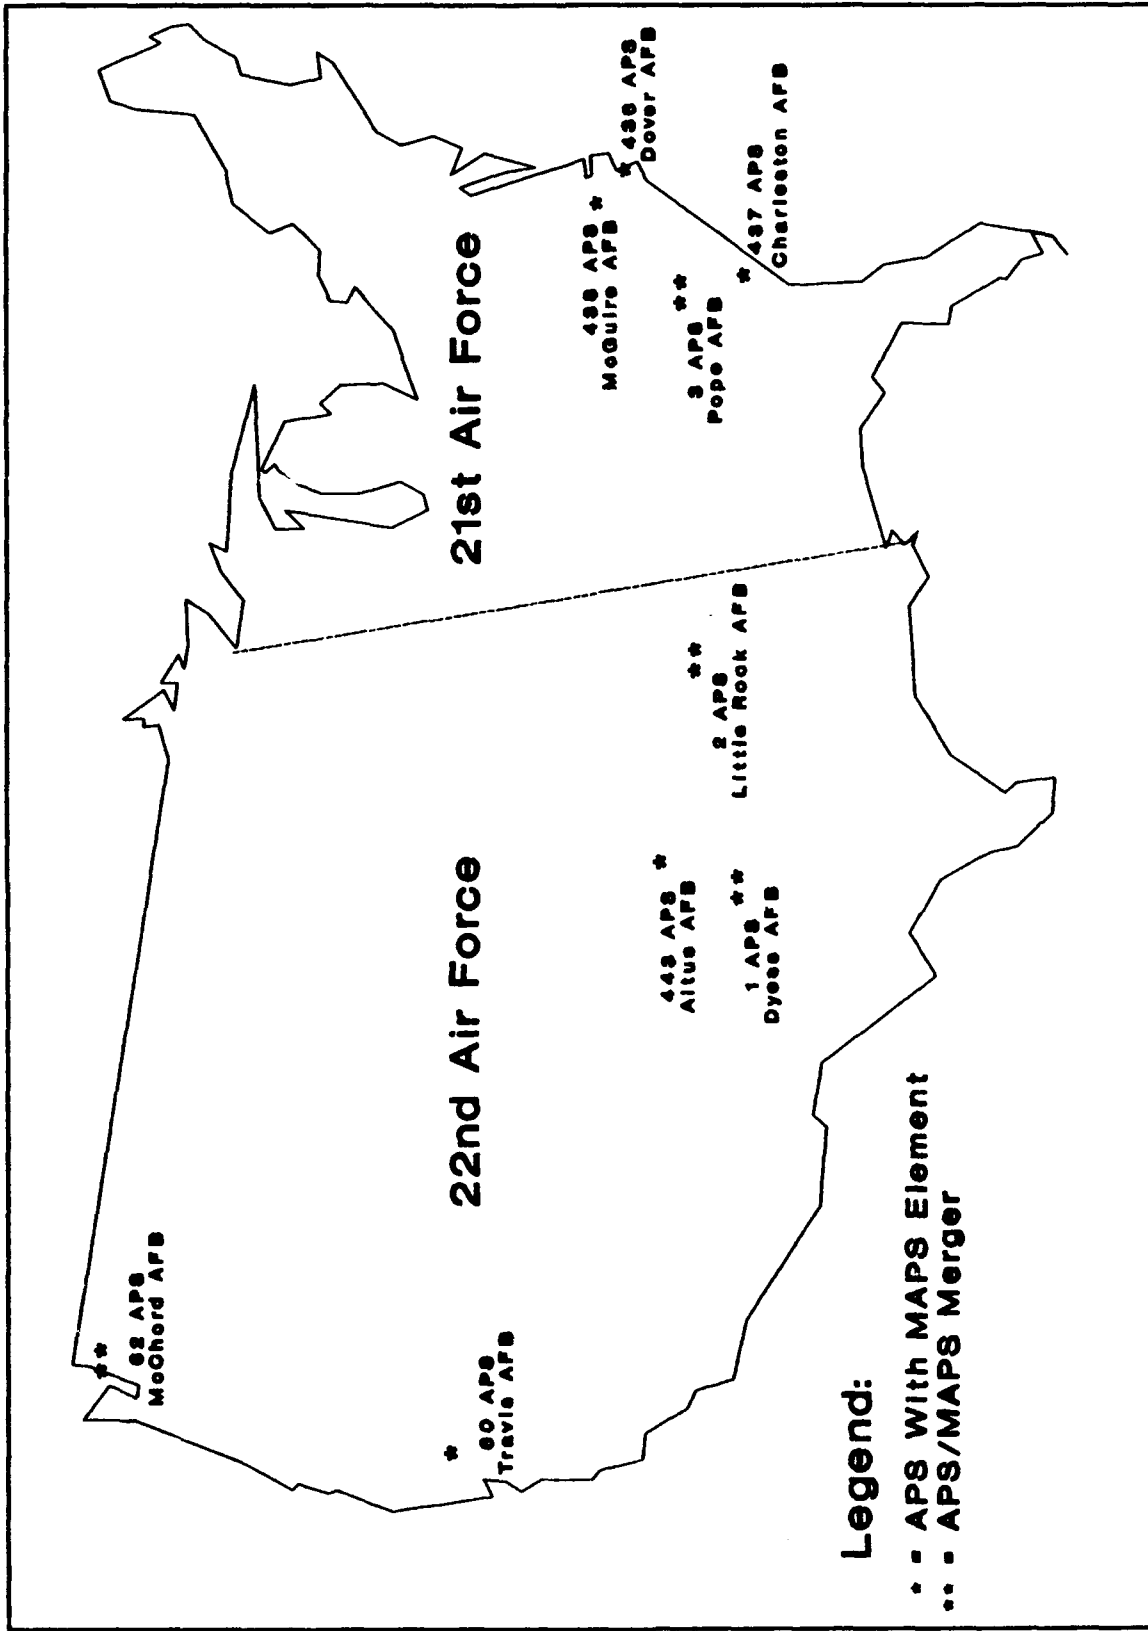 62 APS
McChord AFB
**
60 APS
Travis AFB
*
22nd Air Force
21st Air Force
443 APS *
Altus AFB
1 APS **
Dyess AFB
2 APS **
Little Rock AFB
438 APS *
McGuire AFB
* 436 APS
Dover AFB
3 APS **
Pope AFB
* 437 APS
Charleston AFB
Legend:
* = APS With MAPS Element
** = APS/MAPS Merger